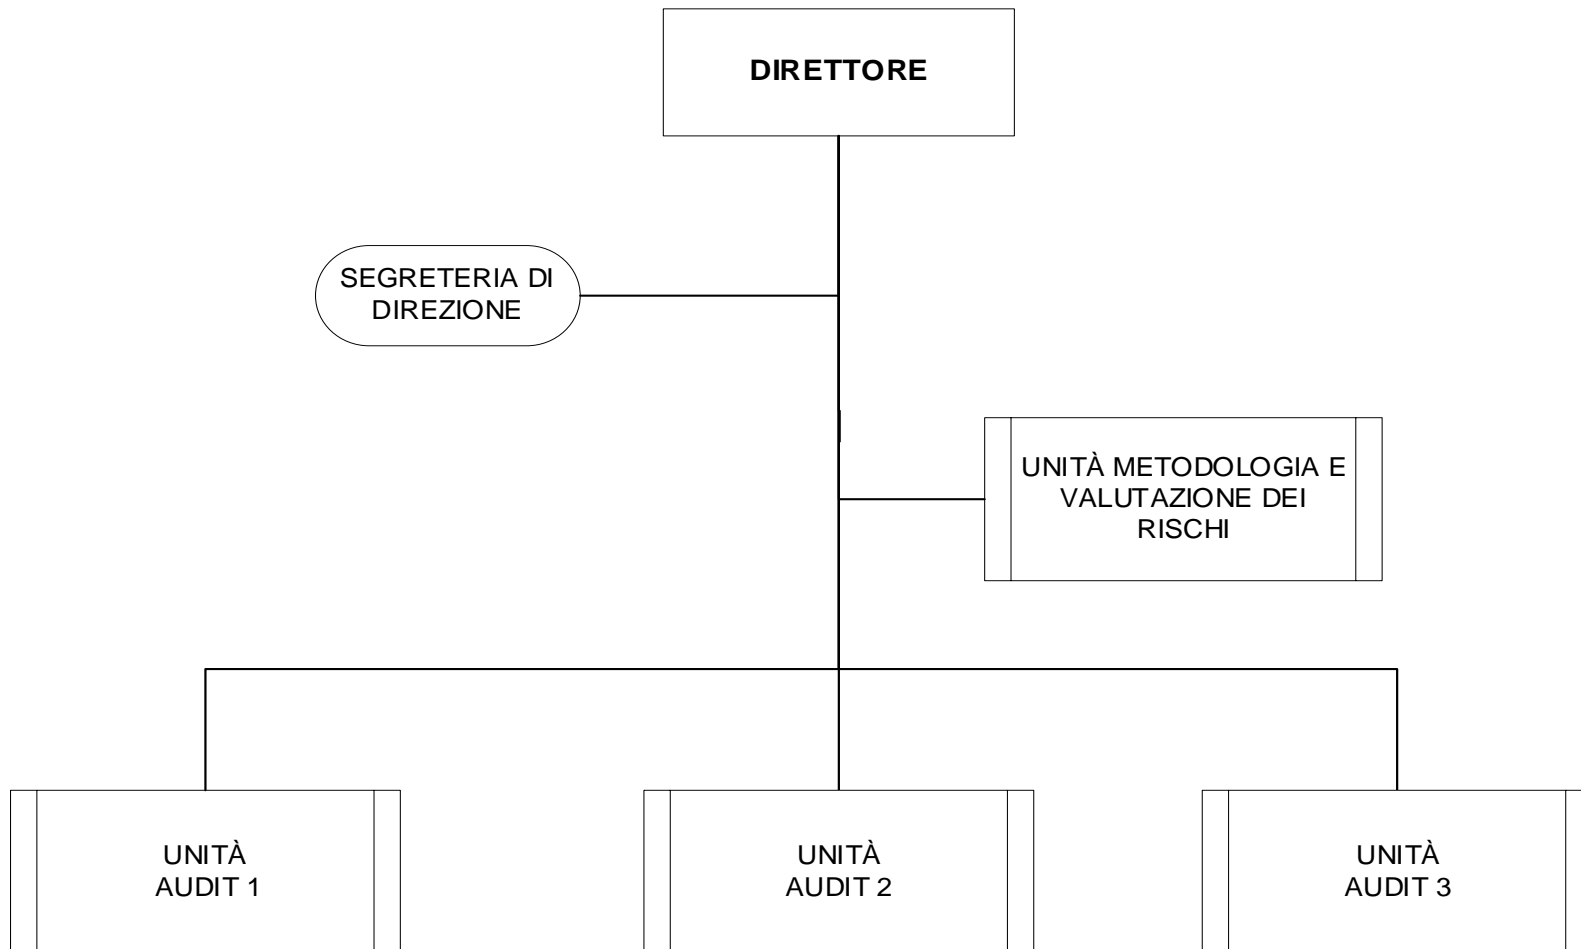 DIRETTORE
SEGRETERIA DI
DIREZIONE
UNITÀ METODOLOGIA E
VALUTAZIONE DEI
RISCHI
UNITÀ
AUDIT 1
UNITÀ
AUDIT 2
UNITÀ
AUDIT 3